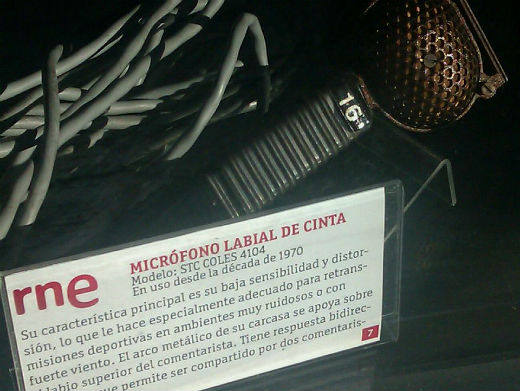 16
rne
MICRÓFONO LABIAL DE CINTA
Modelo: STC COLES 4104
En uso desde la década de 1970
Su característica principal es su baja sensibilidad y distor-
sión, lo que le hace especialmente adecuado para retrans-
misiones deportivas en ambientes muy ruidosos o con
fuerte viento. El arco metálico de su carcasa se apoya sobre
labio superior del comentarista. Tiene respuesta bidirec-
que permite ser compartido por dos comentaris-
7